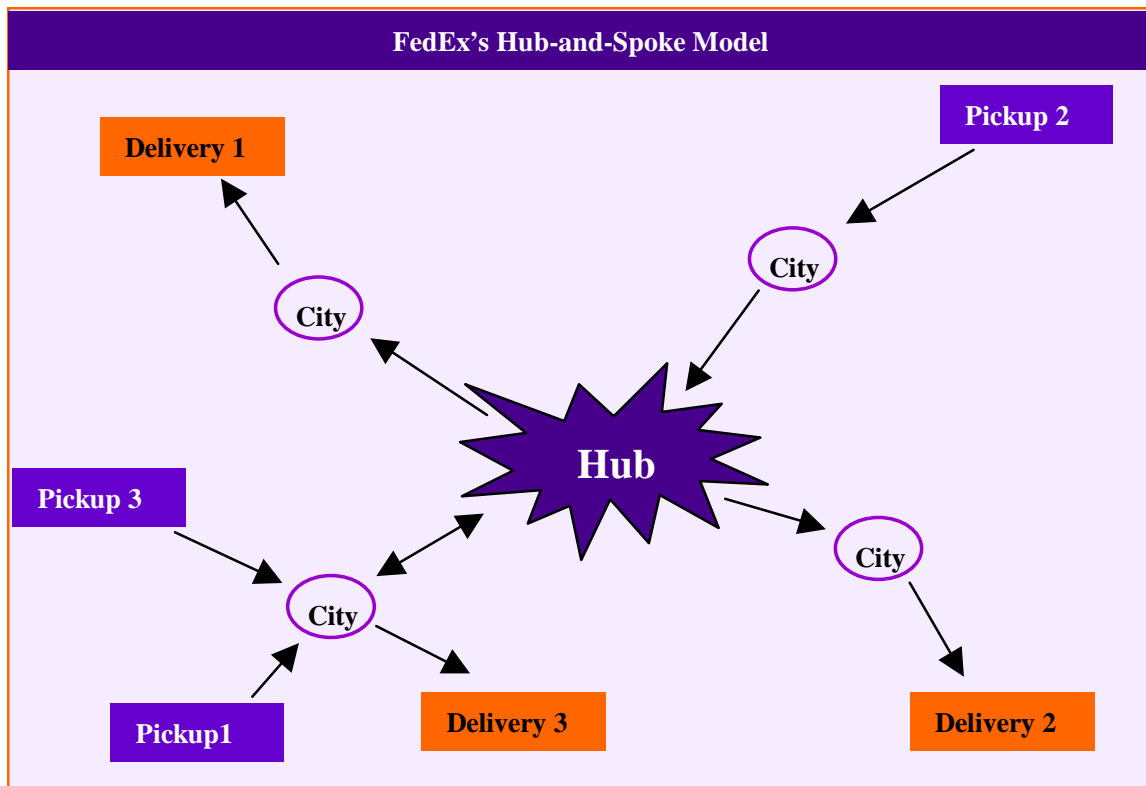 FedEx’s Hub-and-Spoke Model
Pickup 2
Delivery 1
City
City
Hub
Pickup 3
City
City
Pickup1
Delivery 3
Delivery 2